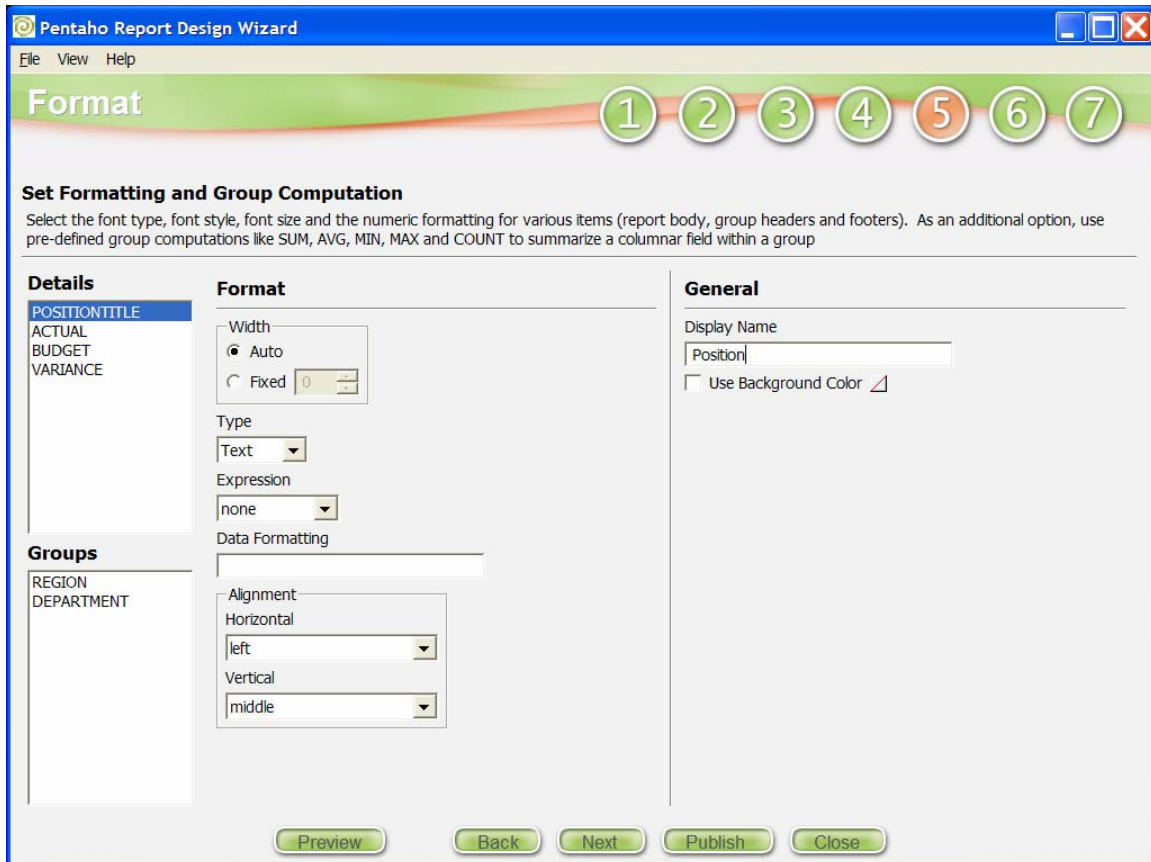 Pentaho Report Design Wizard
File View Help
Format
1 2 3 4 5 6 7
Set Formatting and Group Computation
Select the font type, font style, font size and the numeric formatting for various items (report body, group headers and footers). As an additional option, use
pre-defined group computations like SUM, AVG, MIN, MAX and COUNT to summarize a columnar field within a group
Details
POSITIONTITLE
ACTUAL
BUDGET
VARIANCE
Groups
REGION
DEPARTMENT
Format
Width
Auto
Fixed 0
Type
Text
Expression
none
Data Formatting
Alignment
Horizontal
left
Vertical
middle
General
Display Name
Position
Use Background Color
Preview Back Next Publish Close